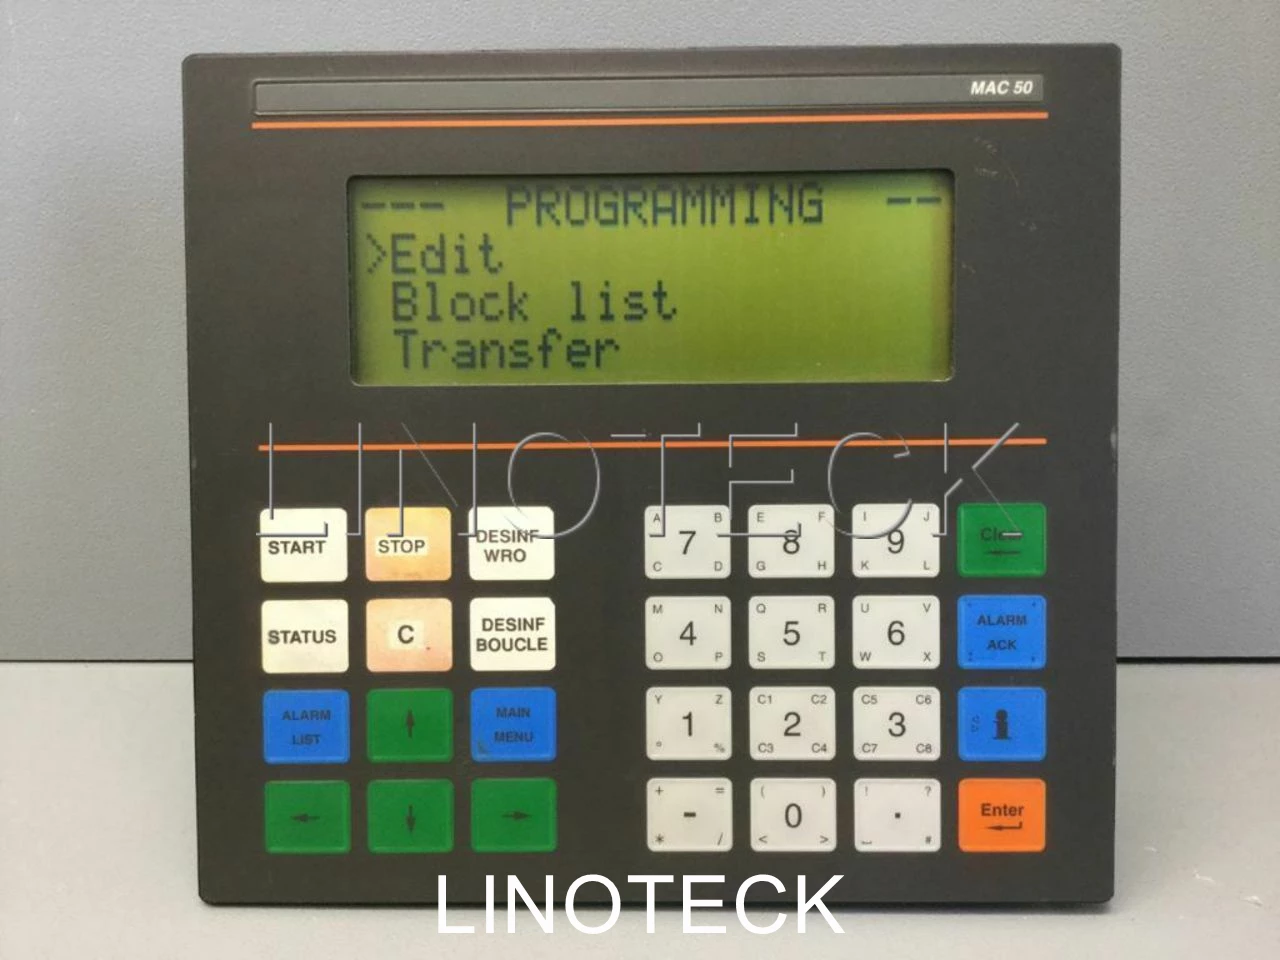 MAC 50
--- PROGRAMMING --
>Edit
Block list
Transfer
LINOTECK
START STOP DESINF WRO
STATUS C DESINF BOUCLE
ALARM LIST ↑ MAIN MENU
← ↓ →
A B 7 C D
E F 8 G H
I J 9 K L
Clear
M N 4 O P
Q R 5 S T
U V 6 W X
ALARM ACK
Y Z 1 ° %
C1 C2 2 C3 C4
C5 C6 3 C7 C8
i
+ = - * /
( ) 0 < >
! ? . ⎵ #
Enter
LINOTECK